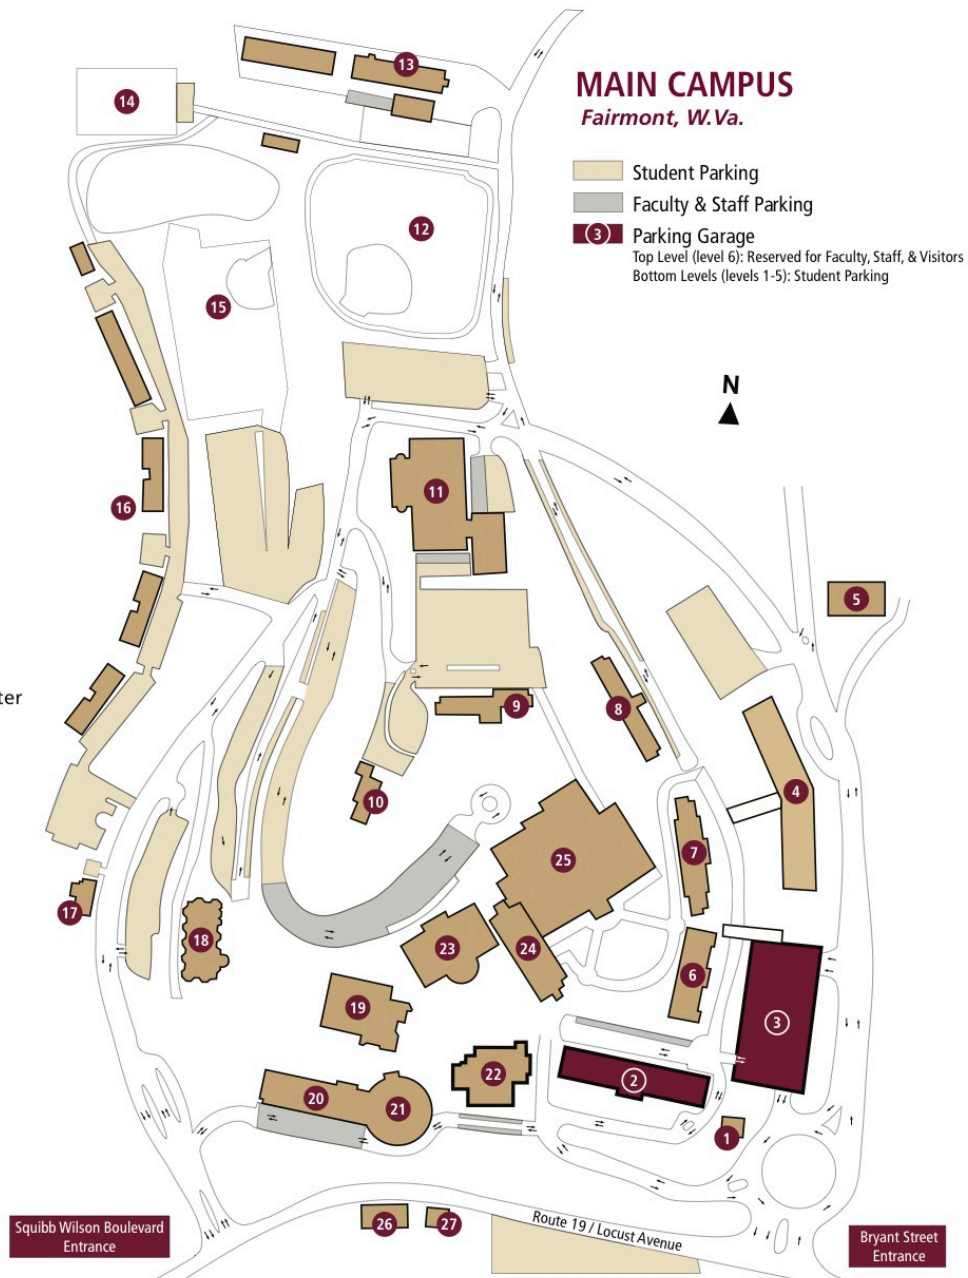 MAIN CAMPUS
Fairmont, W.Va.
Student Parking
Faculty & Staff Parking
3 Parking Garage
Top Level (level 6): Reserved for Faculty, Staff, & Visitors
Bottom Levels (levels 1-5): Student Parking
N
13
14
12
15
11
16
5
ter
9
8
10
4
7
25
17
18
23
24
6
19
3
22
2
20
21
1
26
27
Route 19 / Locust Avenue
Squibb Wilson Boulevard
Entrance
Bryant Street
Entrance